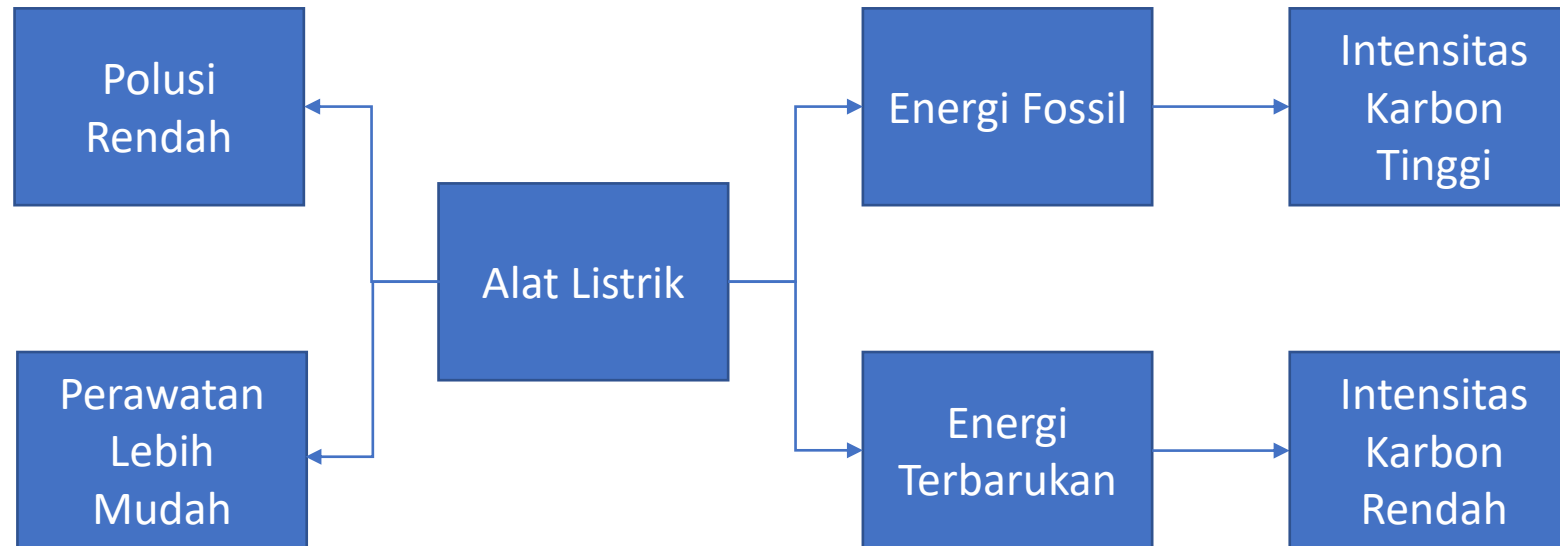 Polusi
Rendah
Energi Fossil
Intensitas
Karbon
Tinggi
Alat Listrik
Perawatan
Lebih
Mudah
Energi
Terbarukan
Intensitas
Karbon
Rendah